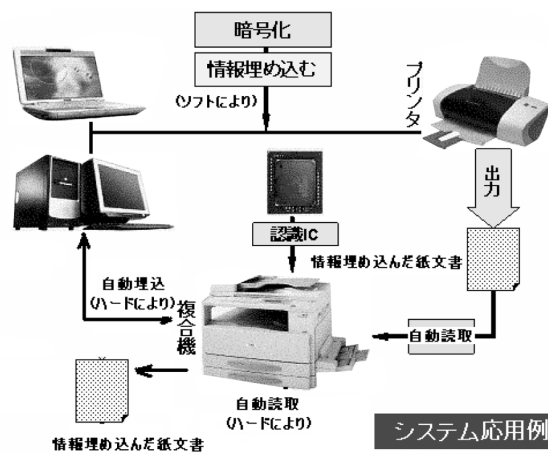 暗号化
情報埋め込む
(ソフトにより)
プリンタ
出力
認識IC
情報埋め込んだ紙文書
自動埋込
(ハードにより)
複合機
自動読取
自動読取
(ハードにより)
情報埋め込んだ紙文書
システム応用例